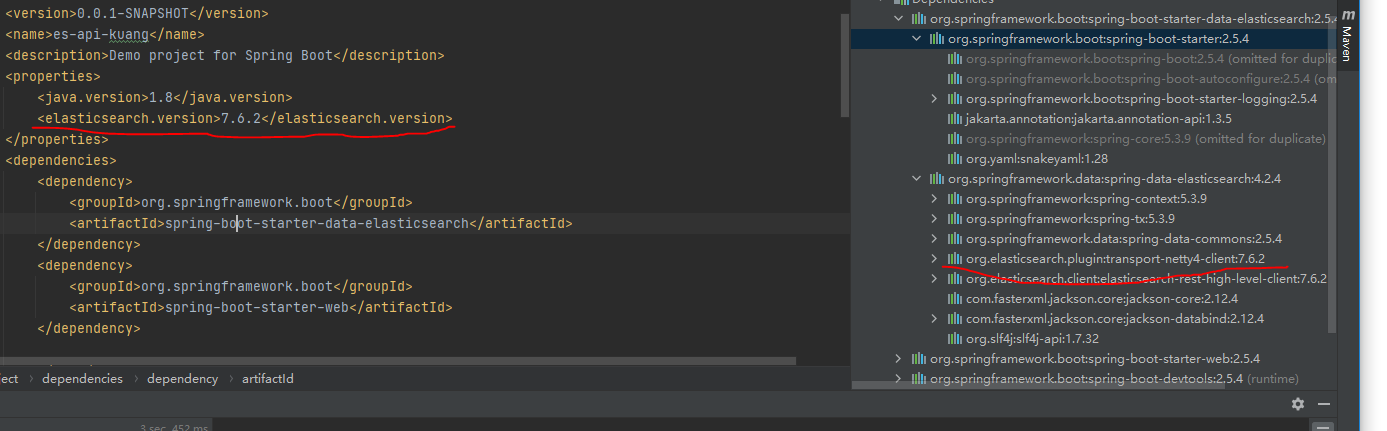 <version>0.0.1-SNAPSHOT</version>
<name>es-api-kuang</name>
<description>Demo project for Spring Boot</description>
<properties>
<java.version>1.8</java.version>
<elasticsearch.version>7.6.2</elasticsearch.version>
</properties>
<dependencies>
<dependency>
<groupId>org.springframework.boot</groupId>
<artifactId>spring-boot-starter-data-elasticsearch</artifactId>
</dependency>
<dependency>
<groupId>org.springframework.boot</groupId>
<artifactId>spring-boot-starter-web</artifactId>
</dependency>
ject › dependencies › dependency › artifactId
3 sec, 452 ms
Dependencies
org.springframework.boot:spring-boot-starter-data-elasticsearch:2.5.4
org.springframework.boot:spring-boot-starter:2.5.4
org.springframework.boot:spring-boot:2.5.4 (omitted for duplic
org.springframework.boot:spring-boot-autoconfigure:2.5.4 (om
org.springframework.boot:spring-boot-starter-logging:2.5.4
jakarta.annotation:jakarta.annotation-api:1.3.5
org.springframework:spring-core:5.3.9 (omitted for duplicate)
org.yaml:snakeyaml:1.28
org.springframework.data:spring-data-elasticsearch:4.2.4
org.springframework:spring-context:5.3.9
org.springframework:spring-tx:5.3.9
org.springframework.data:spring-data-commons:2.5.4
org.elasticsearch.plugin:transport-netty4-client:7.6.2
org.elasticsearch.client:elasticsearch-rest-high-level-client:7.6.2
com.fasterxml.jackson.core:jackson-core:2.12.4
com.fasterxml.jackson.core:jackson-databind:2.12.4
org.slf4j:slf4j-api:1.7.32
org.springframework.boot:spring-boot-starter-web:2.5.4
org.springframework.boot:spring-boot-devtools:2.5.4 (runtime)
m
Maven